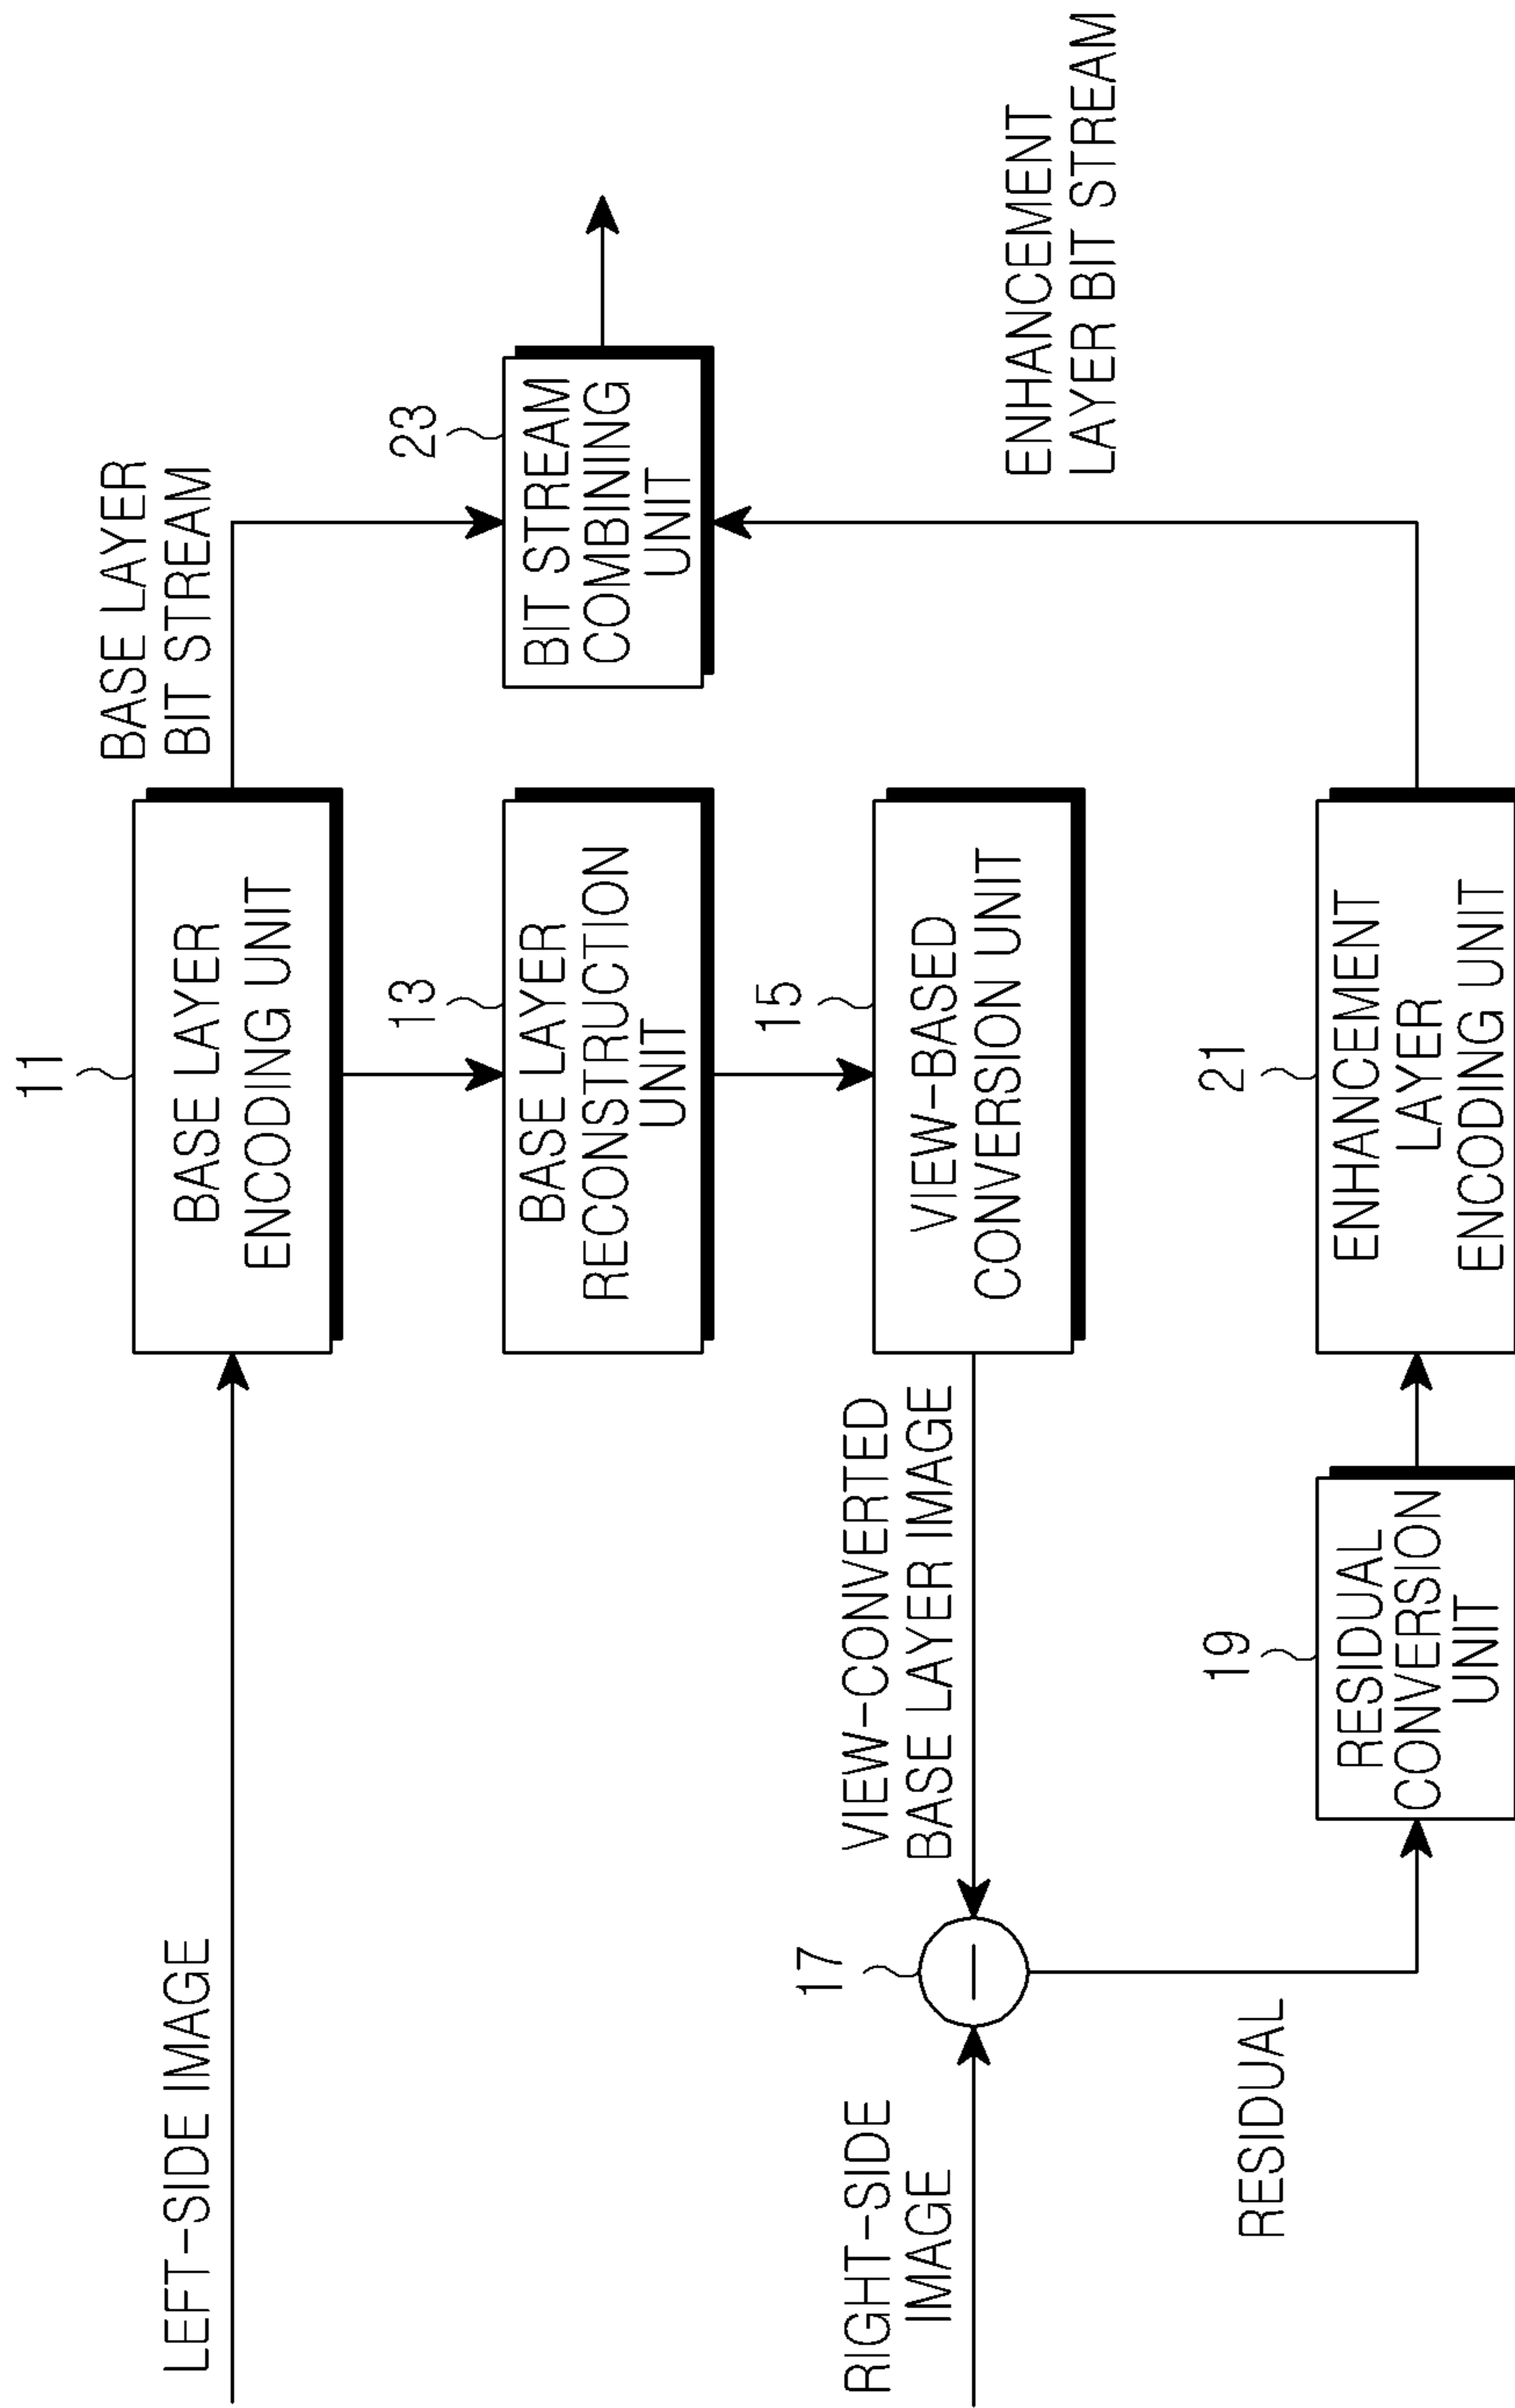 LEFT-SIDE IMAGE
11
BASE LAYER
ENCODING UNIT
BASE LAYER
BIT STREAM
13
BASE LAYER
RECONSTRUCTION
UNIT
23
BIT STREAM
COMBINING
UNIT
15
VIEW-BASED
CONVERSION UNIT
VIEW-CONVERTED
BASE LAYER IMAGE
17
RIGHT-SIDE
IMAGE
RESIDUAL
19
RESIDUAL
CONVERSION
UNIT
21
ENHANCEMENT
LAYER
ENCODING UNIT
ENHANCEMENT
LAYER BIT STREAM